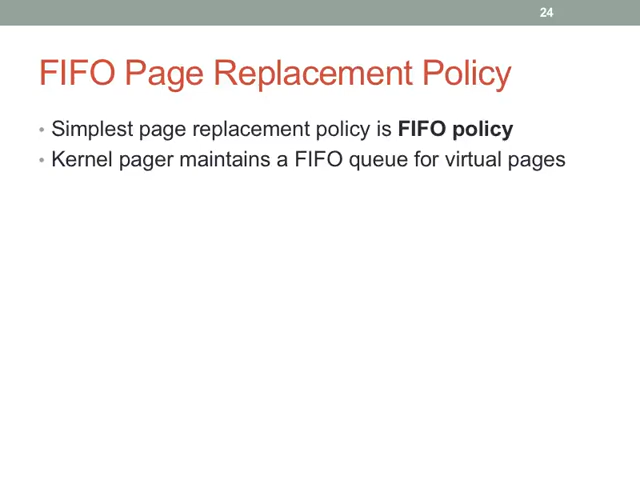 24
FIFO Page Replacement Policy
• Simplest page replacement policy is FIFO policy
• Kernel pager maintains a FIFO queue for virtual pages